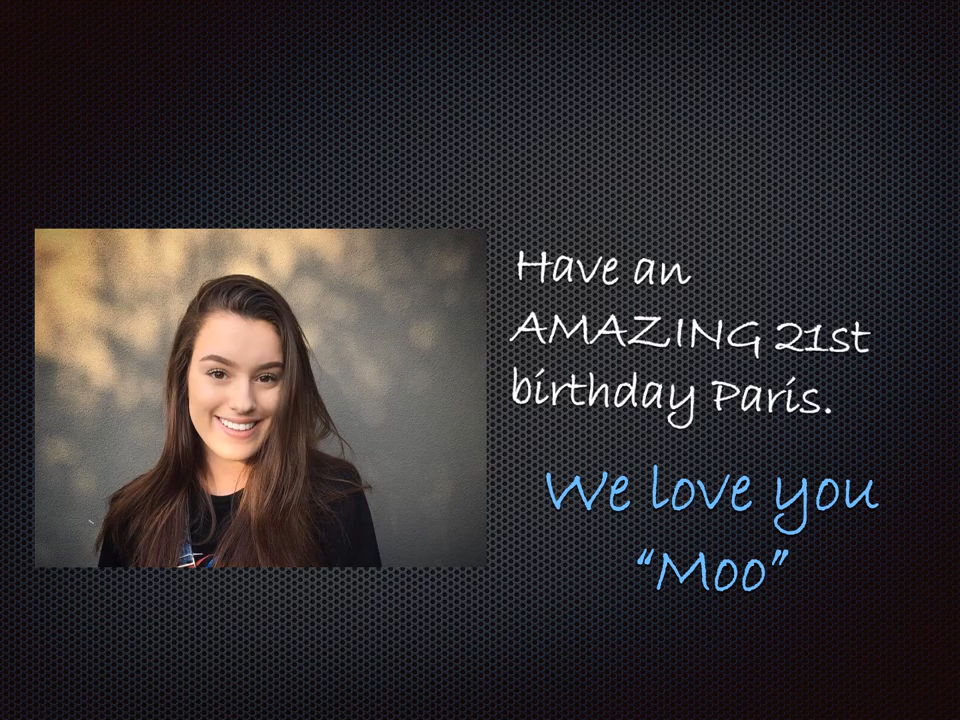 Have an
AMAZING 21st
birthday Paris.
We love you
“Moo”